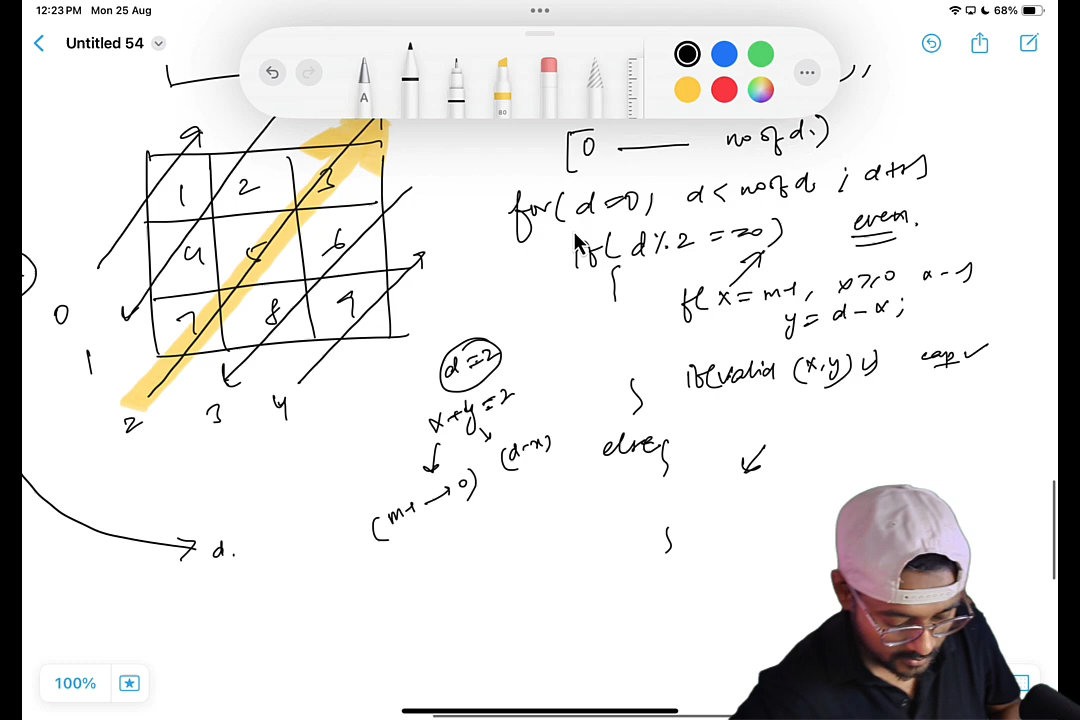 12:23 PM Mon 25 Aug
68%
Untitled 54
A
80
[0 —— no of d.)
for( d=0; d < no of d ; d++)
if( d%2 == 0) even.
f( x = m-1, x>=0 x--)
y = d - x;
if(valid (x,y))
else{
1 2 3
4 5 6
7 8 9
0
1
2 3 4
d=2
x+y=2
(d-x)
(m-1 → 0)
d.
100%